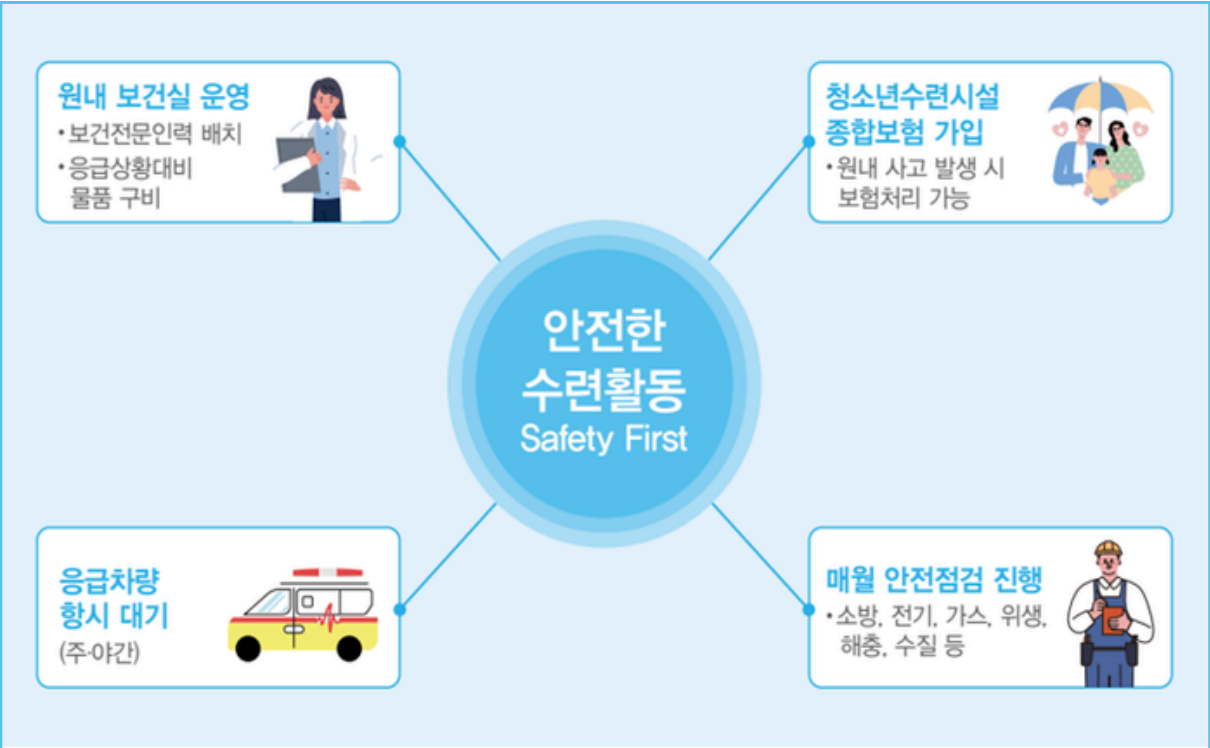 원내 보건실 운영
•보건전문인력 배치
•응급상황대비
물품 구비
청소년수련시설
종합보험 가입
•원내 사고 발생 시
보험처리 가능
안전한
수련활동
Safety First
응급차량
항시 대기
(주·야간)
매월 안전점검 진행
•소방, 전기, 가스, 위생,
해충, 수질 등